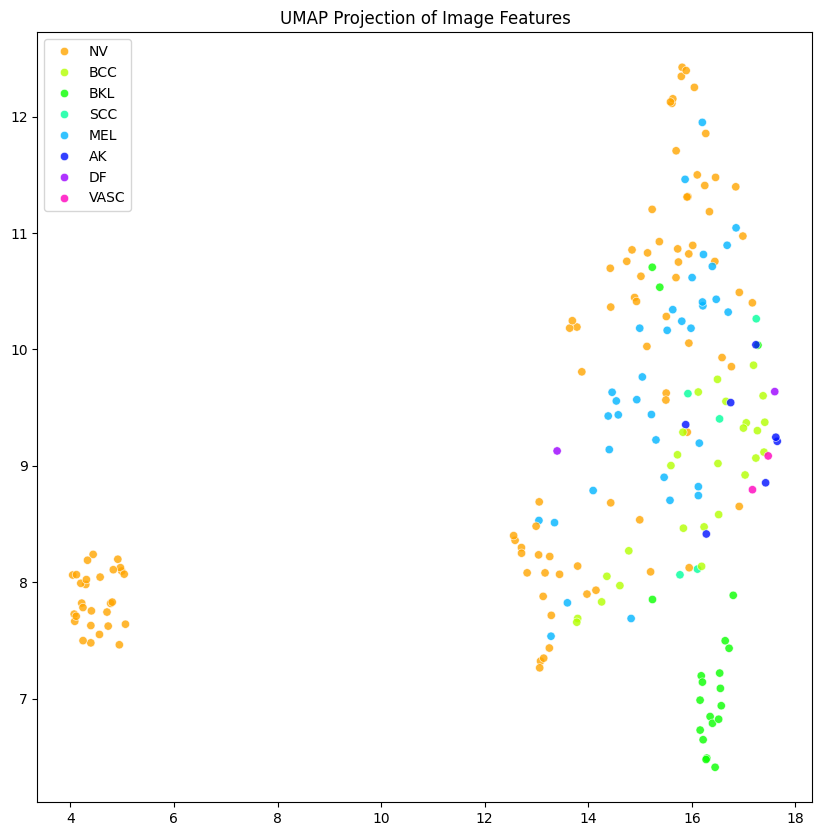 UMAP Projection of Image Features
NV
BCC
BKL
SCC
MEL
AK
DF
VASC
12
11
10
9
8
7
4 6 8 10 12 14 16 18